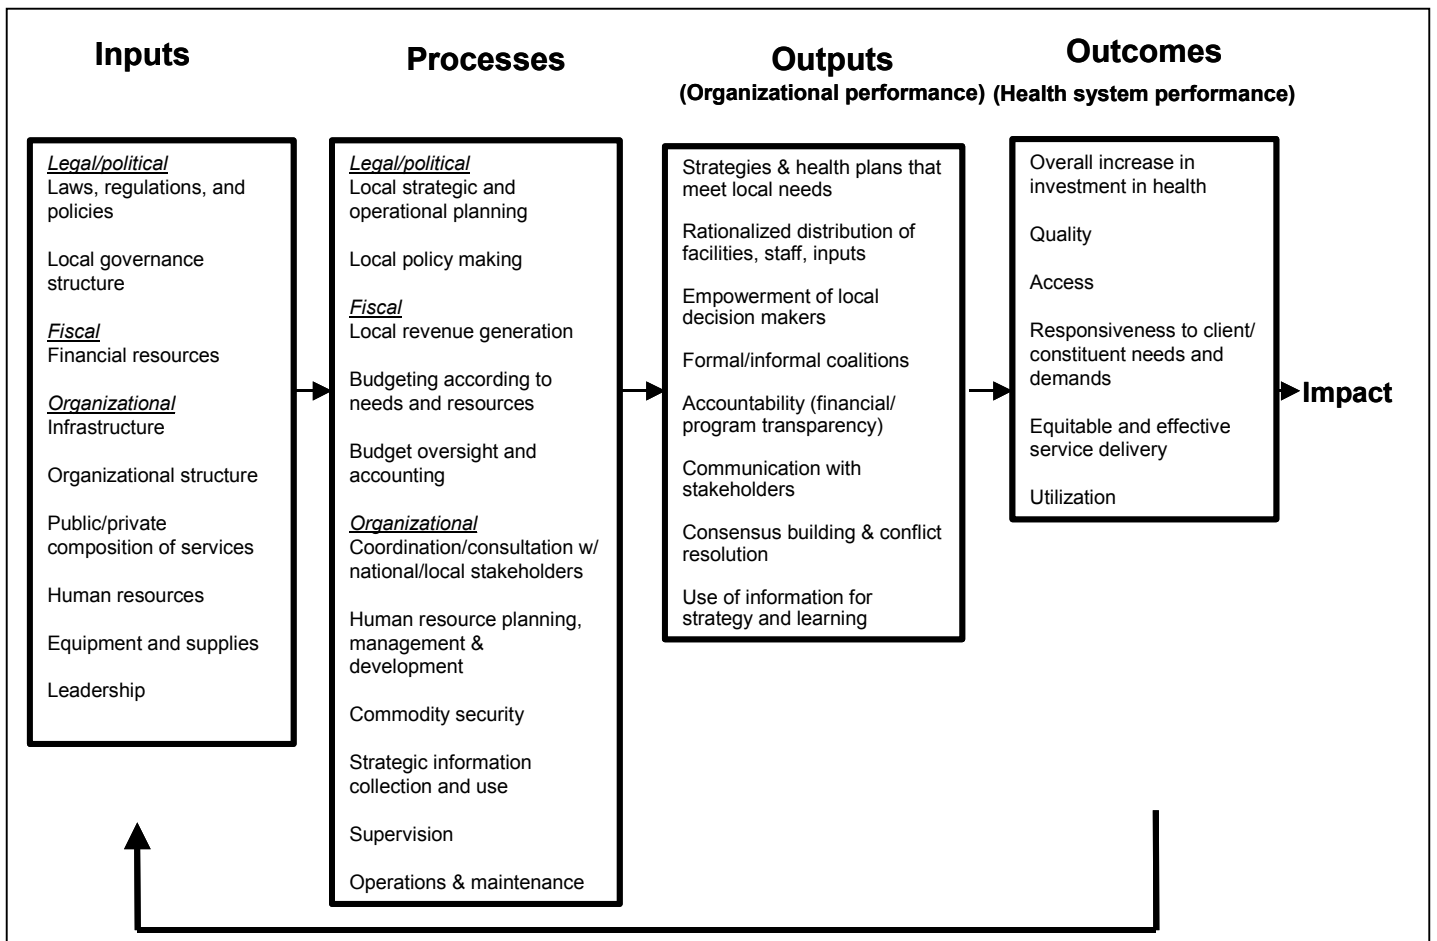 Inputs
Processes
Outputs
(Organizational performance)
Outcomes
(Health system performance)
Legal/political
Laws, regulations, and
policies
Local governance
structure
Fiscal
Financial resources
Organizational
Infrastructure
Organizational structure
Public/private
composition of services
Human resources
Equipment and supplies
Leadership
Legal/political
Local strategic and
operational planning
Local policy making
Fiscal
Local revenue generation
Budgeting according to
needs and resources
Budget oversight and
accounting
Organizational
Coordination/consultation w/
national/local stakeholders
Human resource planning,
management &
development
Commodity security
Strategic information
collection and use
Supervision
Operations & maintenance
Strategies & health plans that
meet local needs
Rationalized distribution of
facilities, staff, inputs
Empowerment of local
decision makers
Formal/informal coalitions
Accountability (financial/
program transparency)
Communication with
stakeholders
Consensus building & conflict
resolution
Use of information for
strategy and learning
Overall increase in
investment in health
Quality
Access
Responsiveness to client/
constituent needs and
demands
Equitable and effective
service delivery
Utilization
Impact